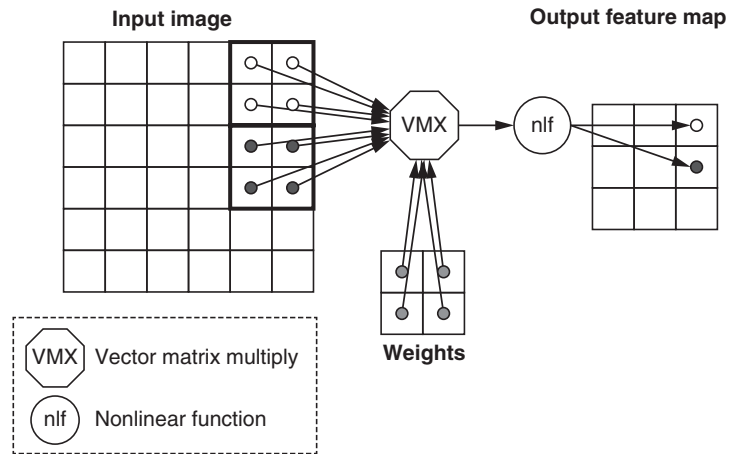 Input image
Output feature map
VMX
nlf
Weights
VMX Vector matrix multiply
nlf Nonlinear function